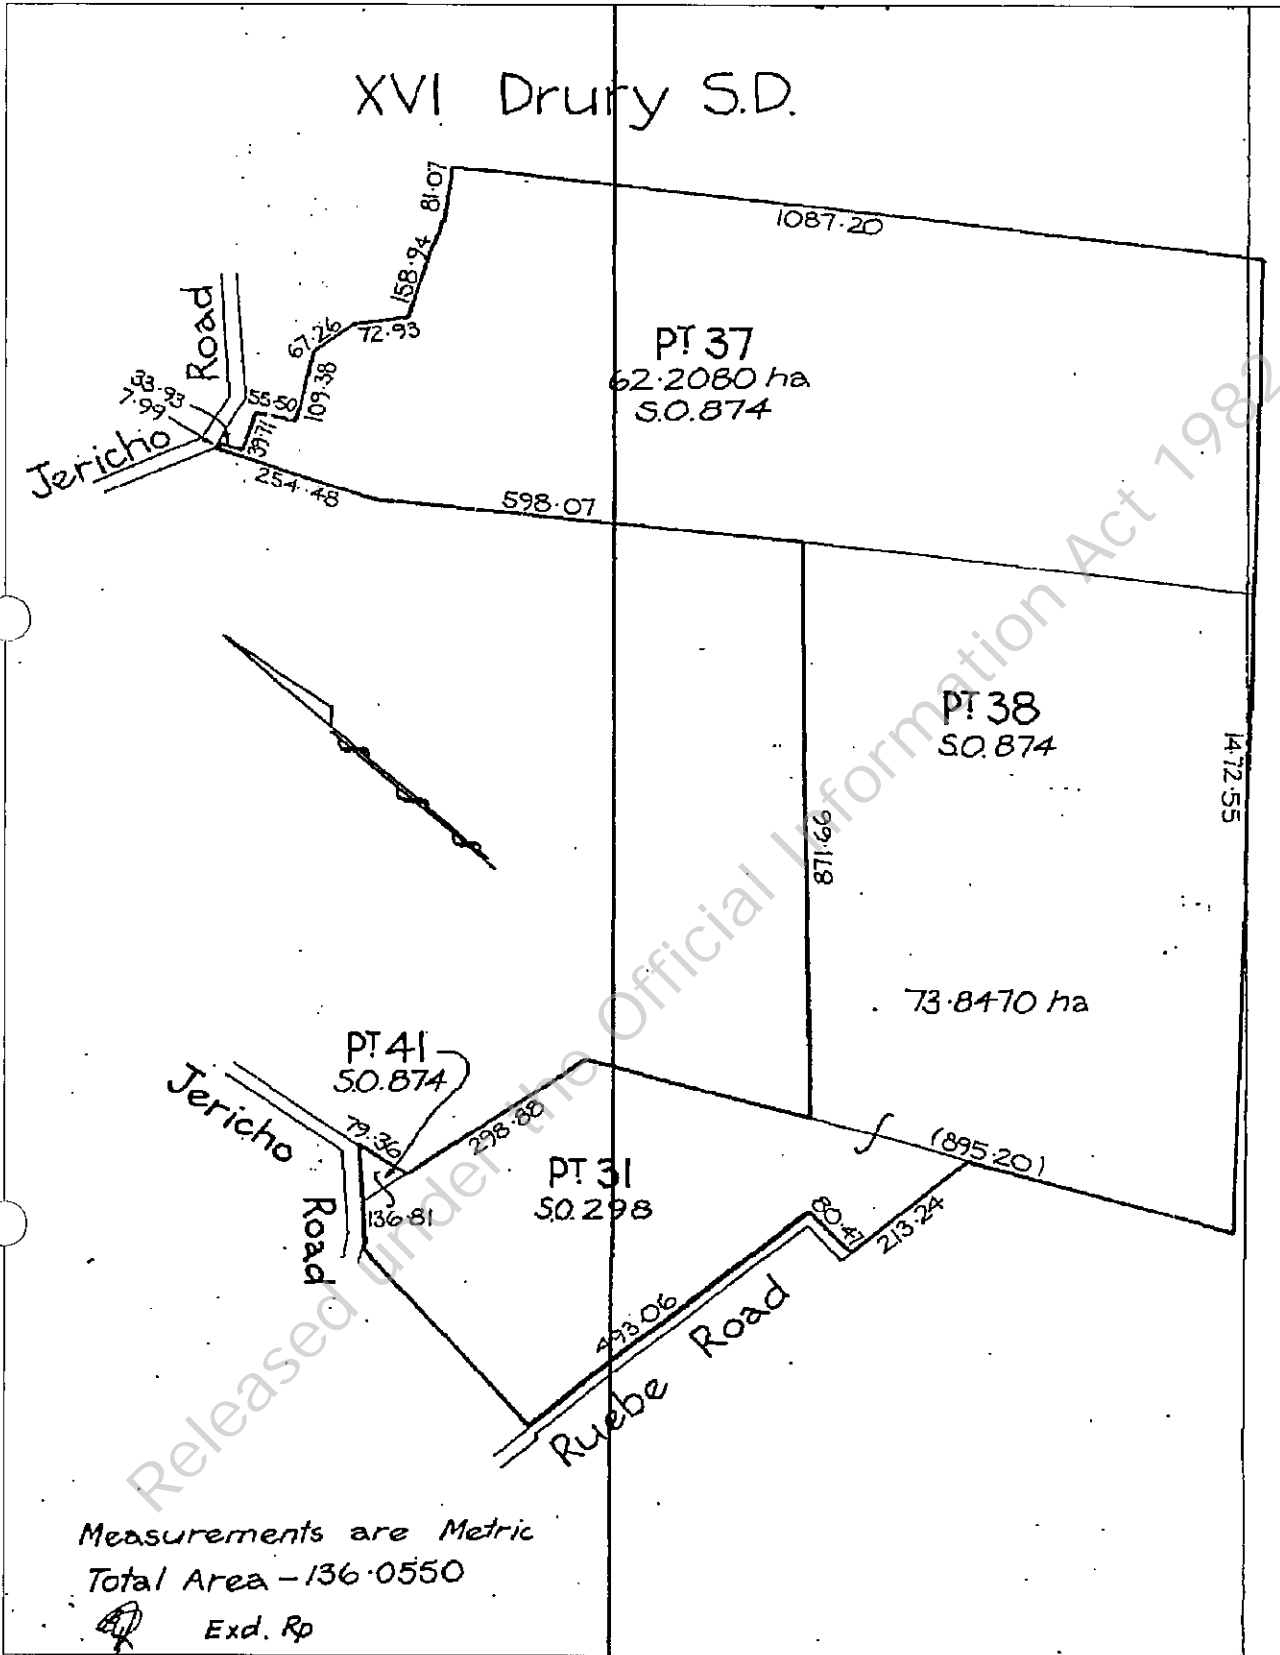 XVI Drury S.D.
81.07
1087.20
158.94
Road
67.26
72.93
PT 37
62.2080 ha
S.O.874
33.93
7.99
55.50
109.38
39.71
Jericho
254.48
598.07
PT 38
S.O.874
1472.55
871.66
73.8470 ha
PT 41
S.O.874
Jericho
Road
79.36
298.88
(895.20)
PT 31
S.O.298
136.81
80.47
213.24
493.06
Ruebe Road
Measurements are Metric
Total Area - 136.0550
Exd. Rp
Released under the Official Information Act 1982